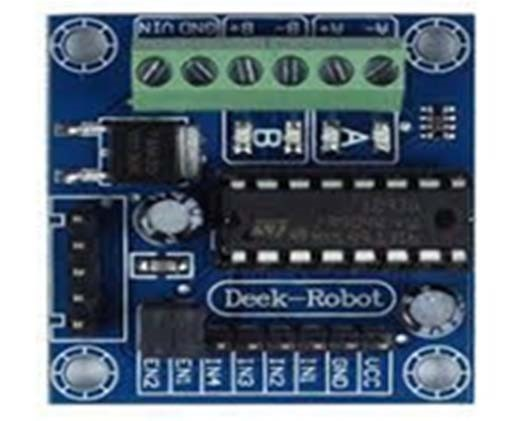 VIN GND B+ B- A+ A-
B A
Deek-Robot
EN2 EN1 IN4 IN3 IN2 IN1 GND VCC